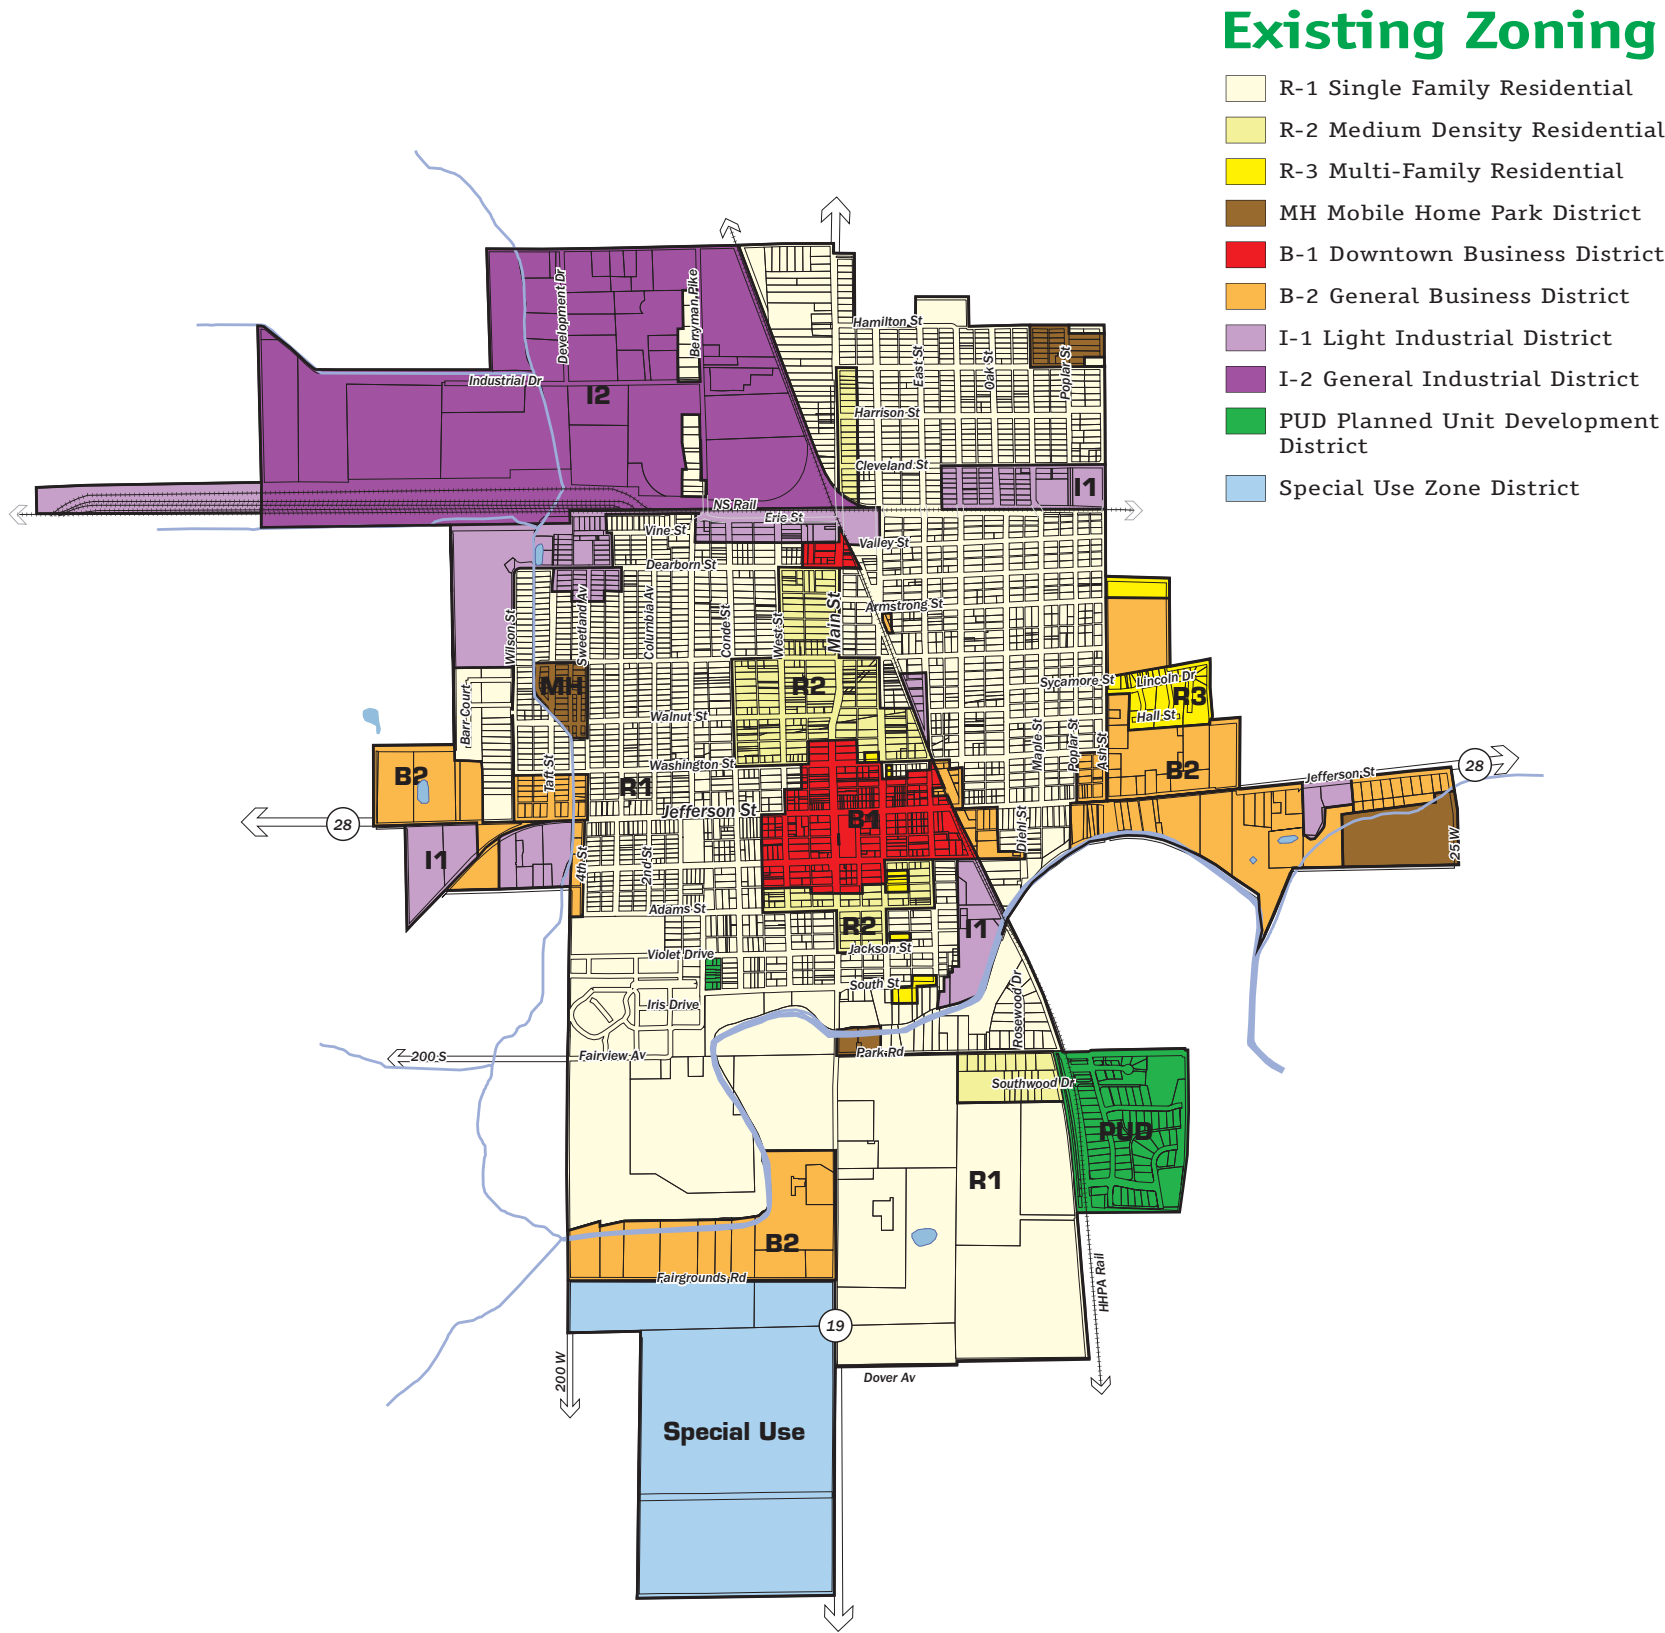 Existing Zoning
R-1 Single Family Residential
R-2 Medium Density Residential
R-3 Multi-Family Residential
MH Mobile Home Park District
B-1 Downtown Business District
B-2 General Business District
I-1 Light Industrial District
I-2 General Industrial District
PUD Planned Unit Development
District
Special Use Zone District
Development Dr
Berryman Pike
Hamilton St
East St
Oak St
Poplar St
Industrial Dr
I2
Harrison St
Cleveland St
I1
NS Rail
Erie St
Vine St
Valley St
Dearborn St
Wilson St
Sweetland Av
Columbia Av
Conde St
West St
Main St
Armstrong St
MH
R2
Sycamore St
Lincoln Dr
R3
Hall St
Barr Court
Walnut St
Maple St
Poplar St
Ash St
B2
Taft St
Washington St
R1
B2
Jefferson St
28
28
Jefferson St
B1
Diehl St
25 W
I1
4th St
2nd St
Adams St
R2
I1
Jackson St
Violet Drive
South St
Iris Drive
Rosewood Dr
200 S
Fairview Av
Park Rd
Southwood Dr
PUD
R1
B2
Fairgrounds Rd
HHPA Rail
19
200 W
Dover Av
Special Use